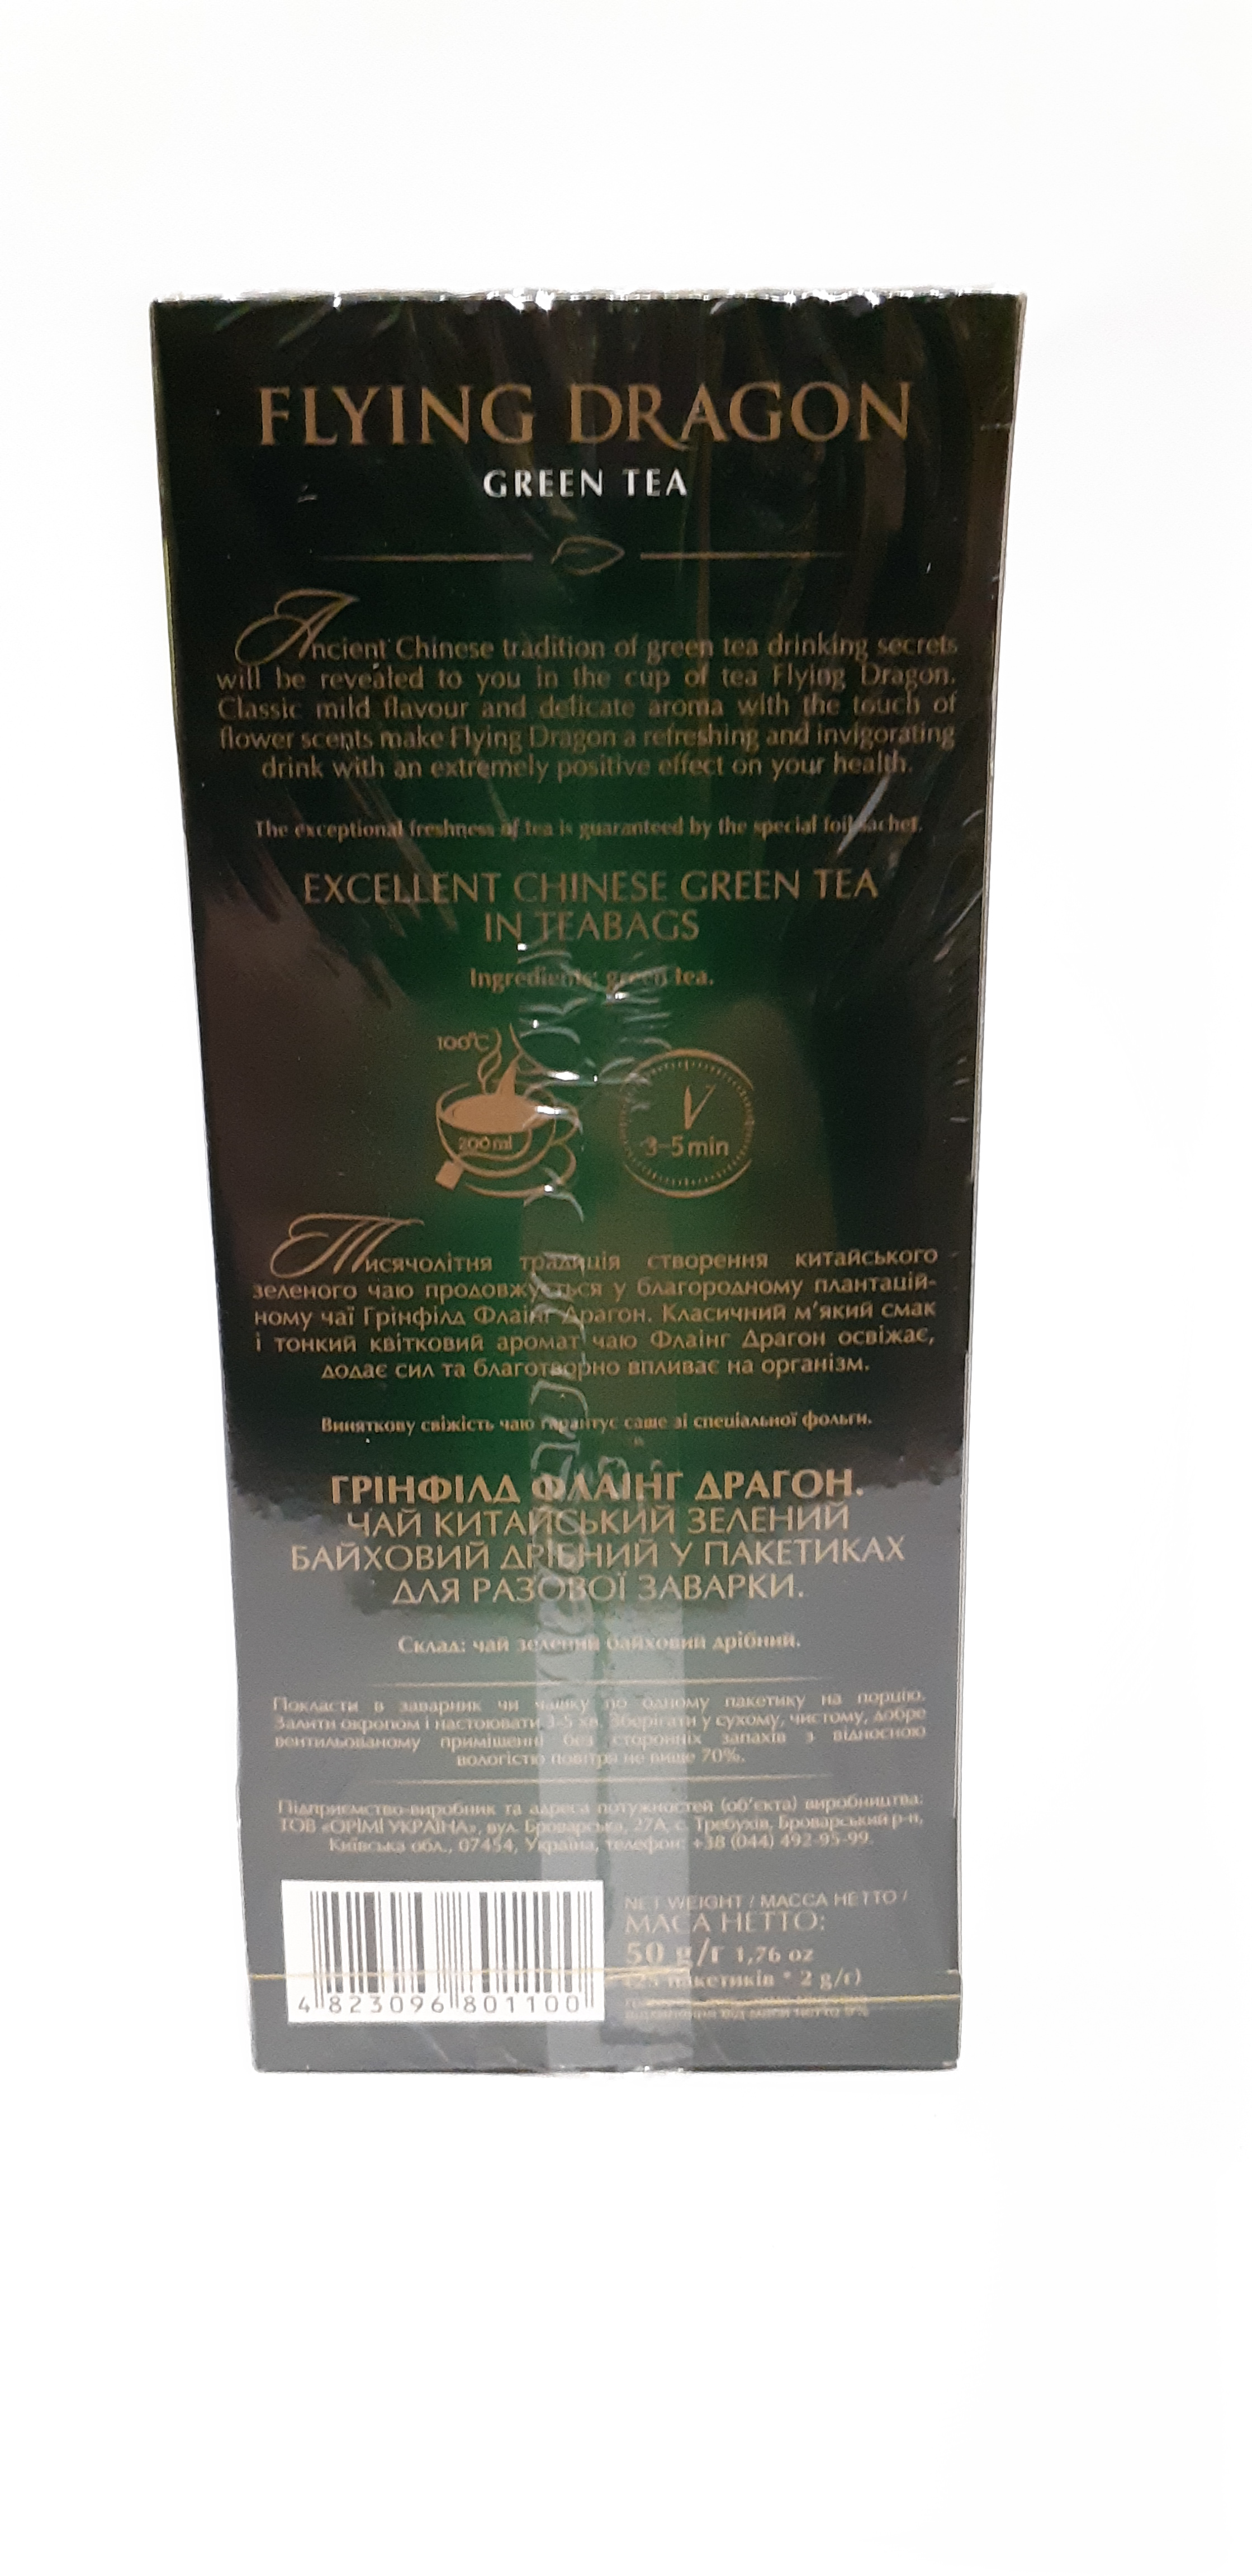 FLYING DRAGON
GREEN TEA
Ancient Chinese tradition of green tea drinking secrets
will be revealed to you in the cup of tea Flying Dragon.
Classic mild flavour and delicate aroma with the touch of
flower scents make Flying Dragon a refreshing and invigorating
drink with an extremely positive effect on your health.
The exceptional freshness of tea is guaranteed by the special foil sachet.
EXCELLENT CHINESE GREEN TEA
IN TEABAGS
Ingredients: green tea.
100°C
200 ml
3-5 min
Тисячолітня традиція створення китайського
зеленого чаю продовжується у благородному плантацій-
ному чаї Грінфілд Флаінг Драгон. Класичний м'який смак
і тонкий квітковий аромат чаю Флаінг Драгон освіжає,
додає сил та благотворно впливає на організм.
Виняткову свіжість чаю гарантує саше зі спеціальної фольги.
ГРІНФІЛД ФЛАІНГ ДРАГОН.
ЧАЙ КИТАЙСЬКИЙ ЗЕЛЕНИЙ
БАЙХОВИЙ ДРІБНИЙ У ПАКЕТИКАХ
ДЛЯ РАЗОВОЇ ЗАВАРКИ.
Склад: чай зелений байховий дрібний.
Покласти в заварник чи чашку по одному пакетику на порцію.
Залити окропом і настоювати 3-5 хв. Зберігати у сухому, чистому, добре
вентильованому приміщенні без сторонніх запахів з відносною
вологістю повітря не вище 70%.
Підприємство-виробник та адреса потужностей (об'єкта) виробництва:
ТОВ «ОРІМІ УКРАЇНА», вул. Броварська, 27А, с. Требухів, Броварський р-н,
Київська обл., 07454, Україна, телефон: +38 (044) 492-95-99.
NET WEIGHT / МАССА НЕТТО /
МАСА НЕТТО:
50 g/г 1,76 oz
(25 пакетиків * 2 g/г)
від маси нетто 9%
4 823096 801100